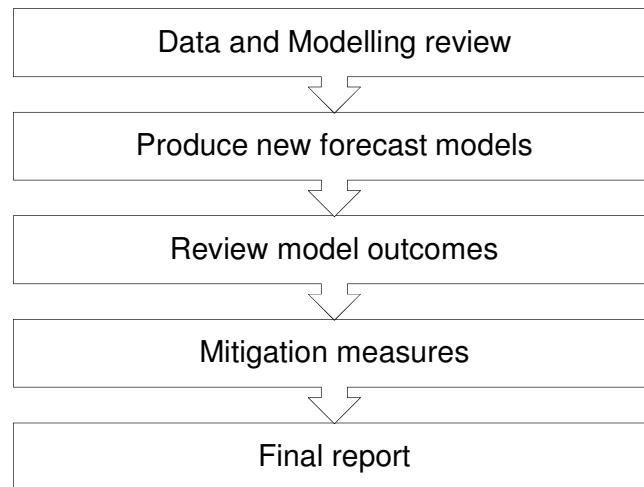 Data and Modelling review
Produce new forecast models
Review model outcomes
Mitigation measures
Final report